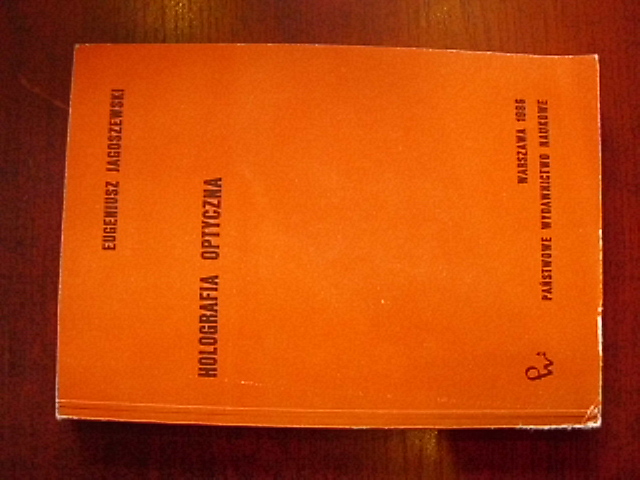 EUGENIUSZ JAGOSZEWSKI
HOLOGRAFIA OPTYCZNA
WARSZAWA 1986
PAŃSTWOWE WYDAWNICTWO NAUKOWE